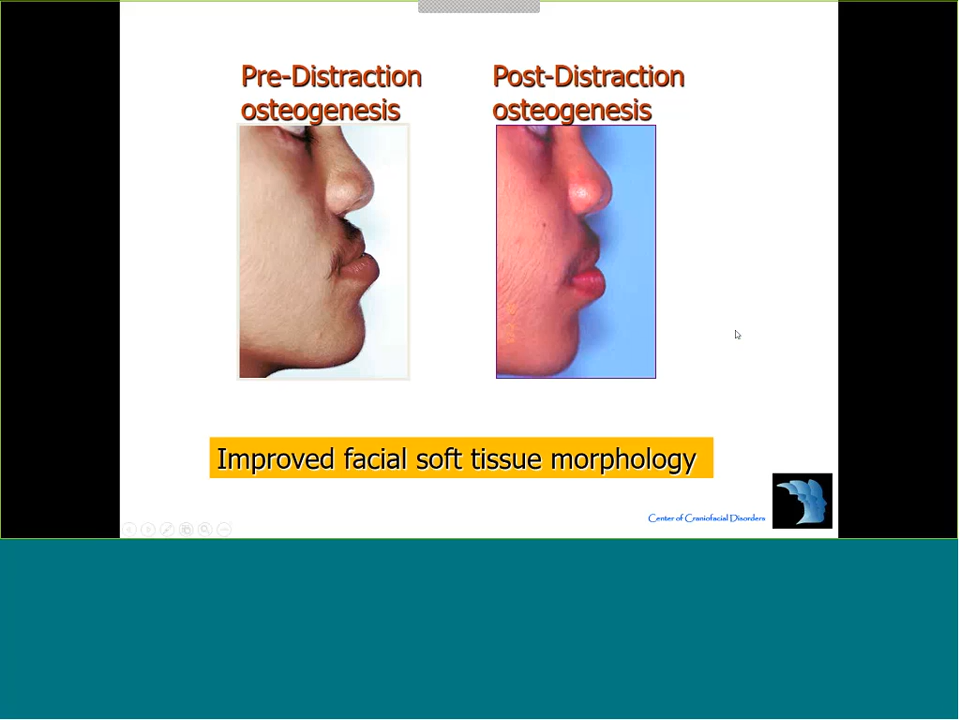 Pre-Distraction
osteogenesis
Post-Distraction
osteogenesis
Improved facial soft tissue morphology
Center of Craniofacial Disorders